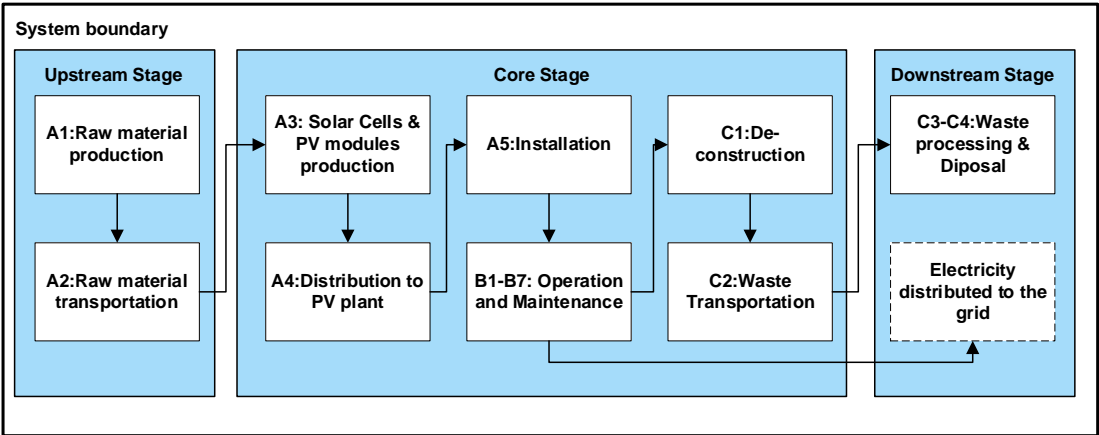 System boundary
Upstream Stage
A1:Raw material
production
A2:Raw material
transportation
Core Stage
A3: Solar Cells &
PV modules
production
A4:Distribution to
PV plant
A5:Installation
B1-B7: Operation
and Maintenance
C1:De-
construction
C2:Waste
Transportation
Downstream Stage
C3-C4:Waste
processing &
Diposal
Electricity
distributed to the
grid